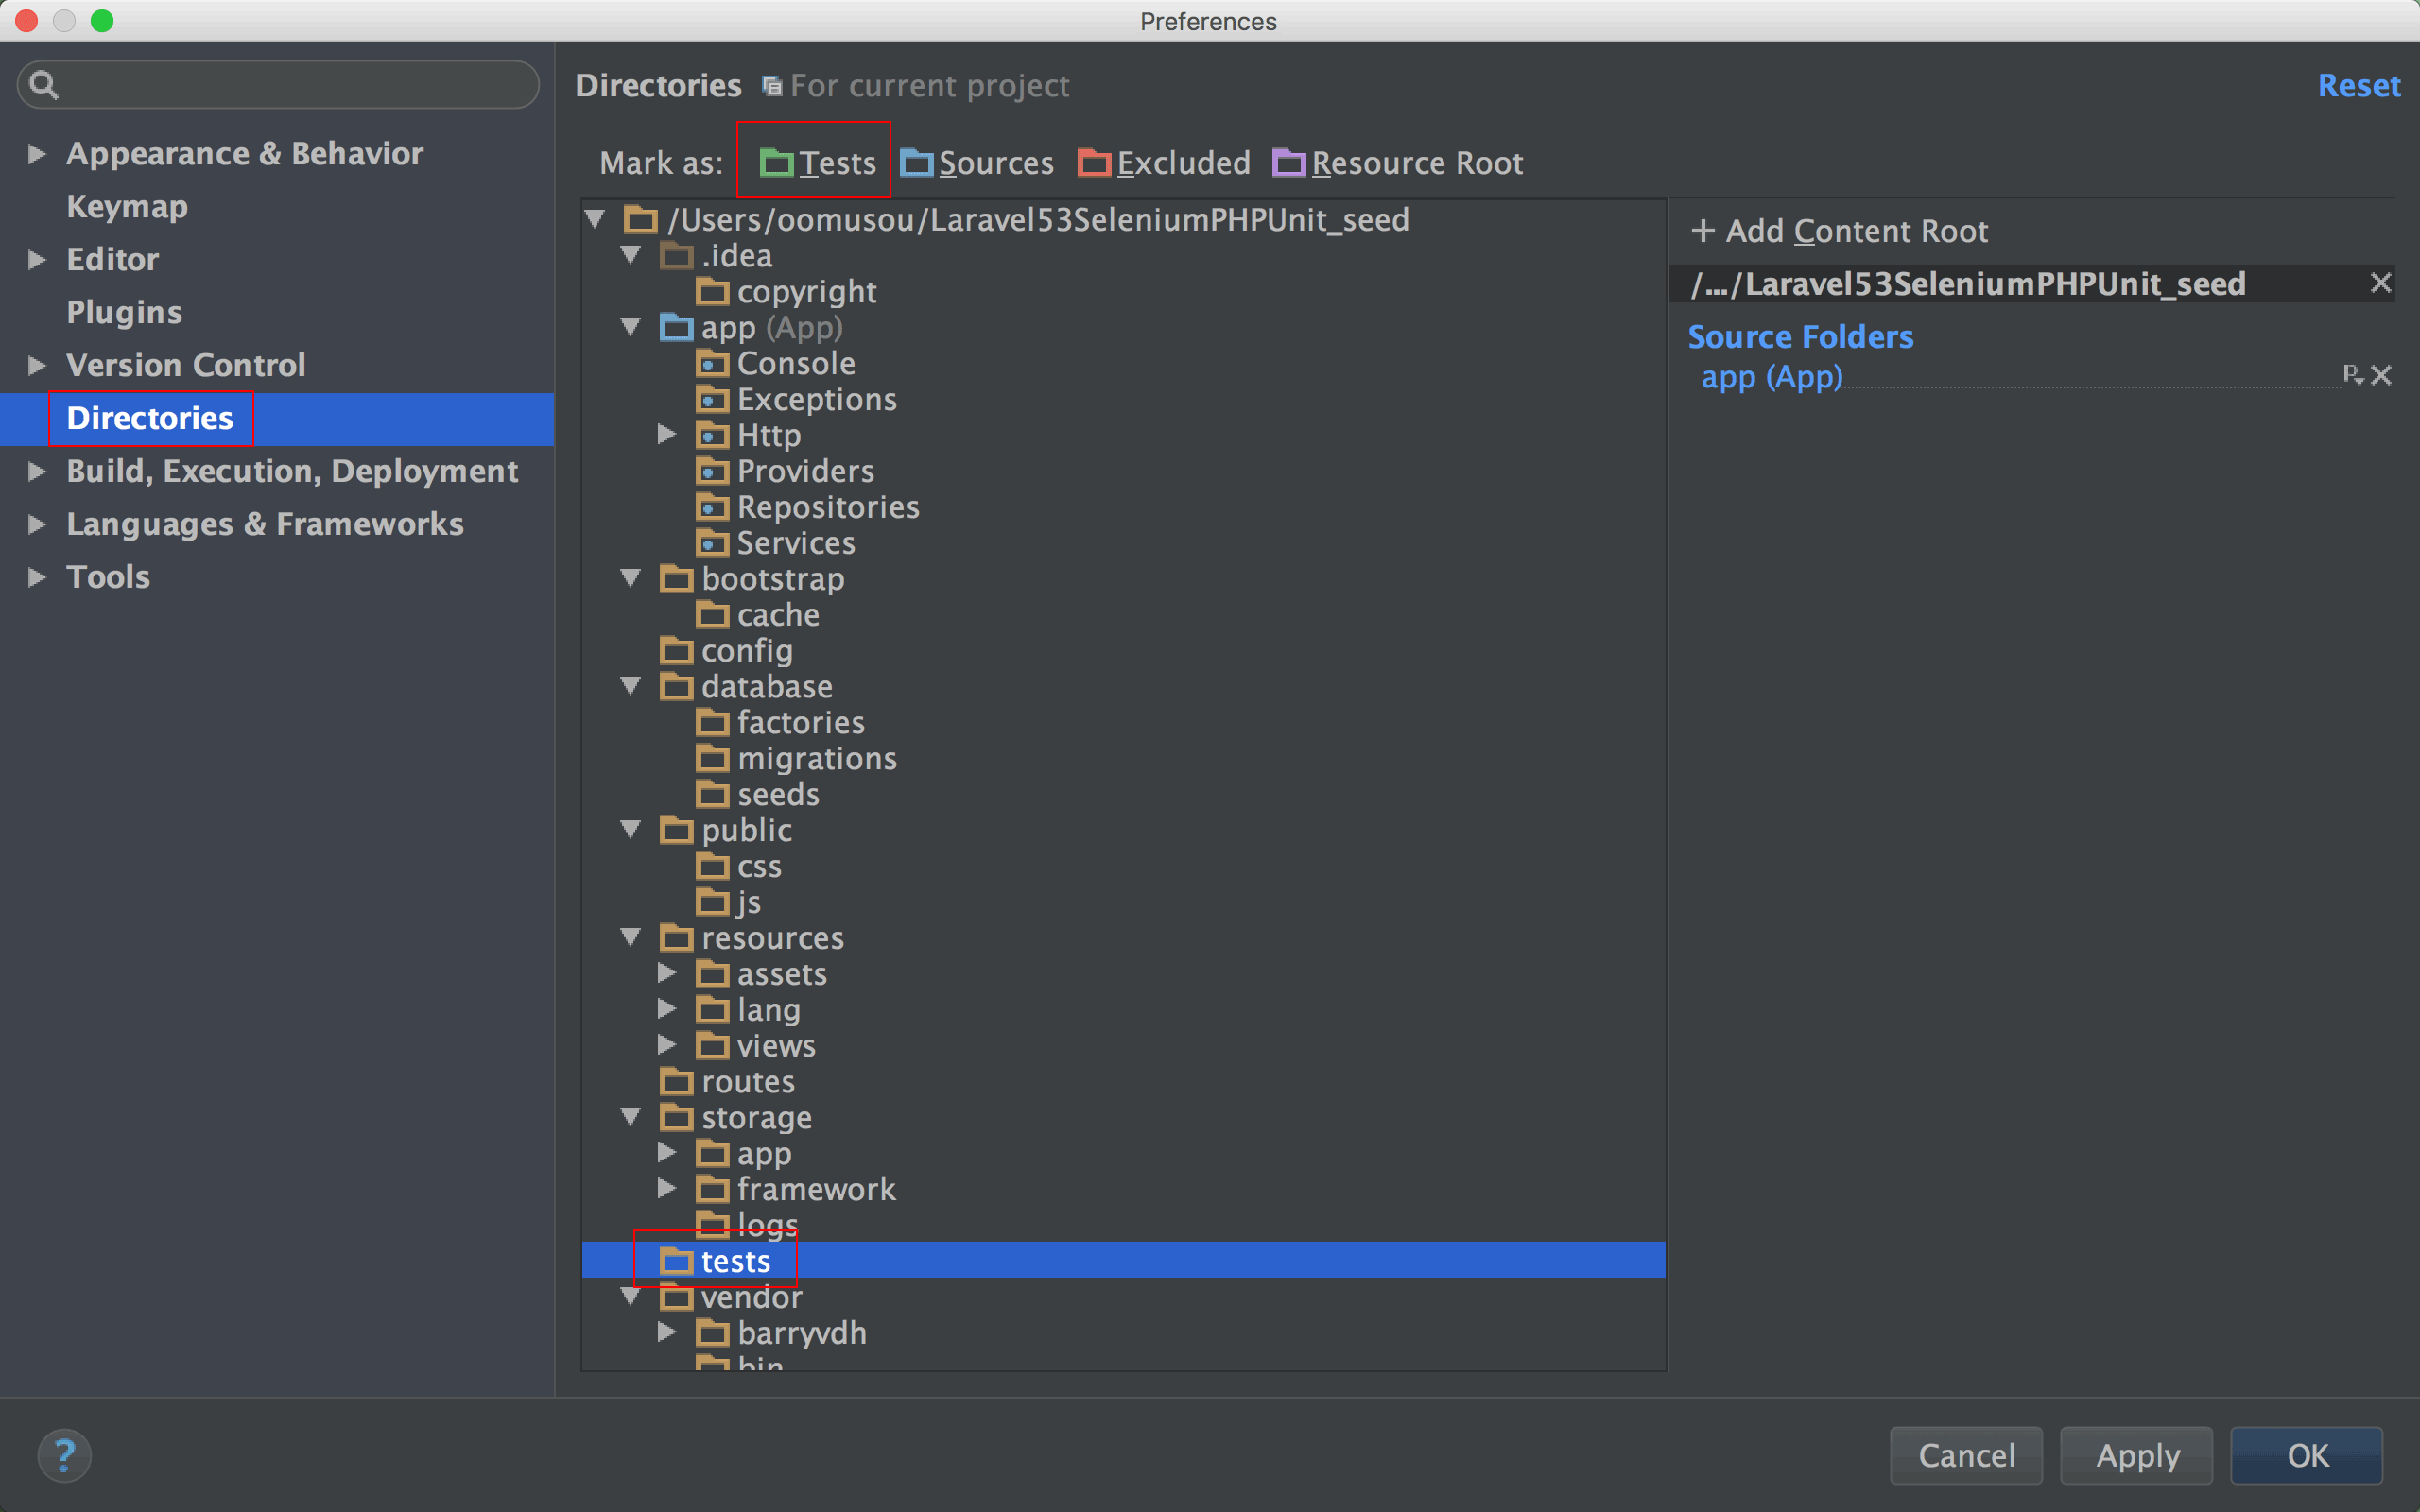 Preferences
Directories For current project Reset
Mark as: Tests Sources Excluded Resource Root
Appearance & Behavior
Keymap
Editor
Plugins
Version Control
Directories
Build, Execution, Deployment
Languages & Frameworks
Tools
/Users/oomusou/Laravel53SeleniumPHPUnit_seed
.idea
copyright
app (App)
Console
Exceptions
Http
Providers
Repositories
Services
bootstrap
cache
config
database
factories
migrations
seeds
public
css
js
resources
assets
lang
views
routes
storage
app
framework
logs
tests
vendor
barryvdh
bin
+ Add Content Root
/.../Laravel53SeleniumPHPUnit_seed
Source Folders
app (App) P
? Cancel Apply OK